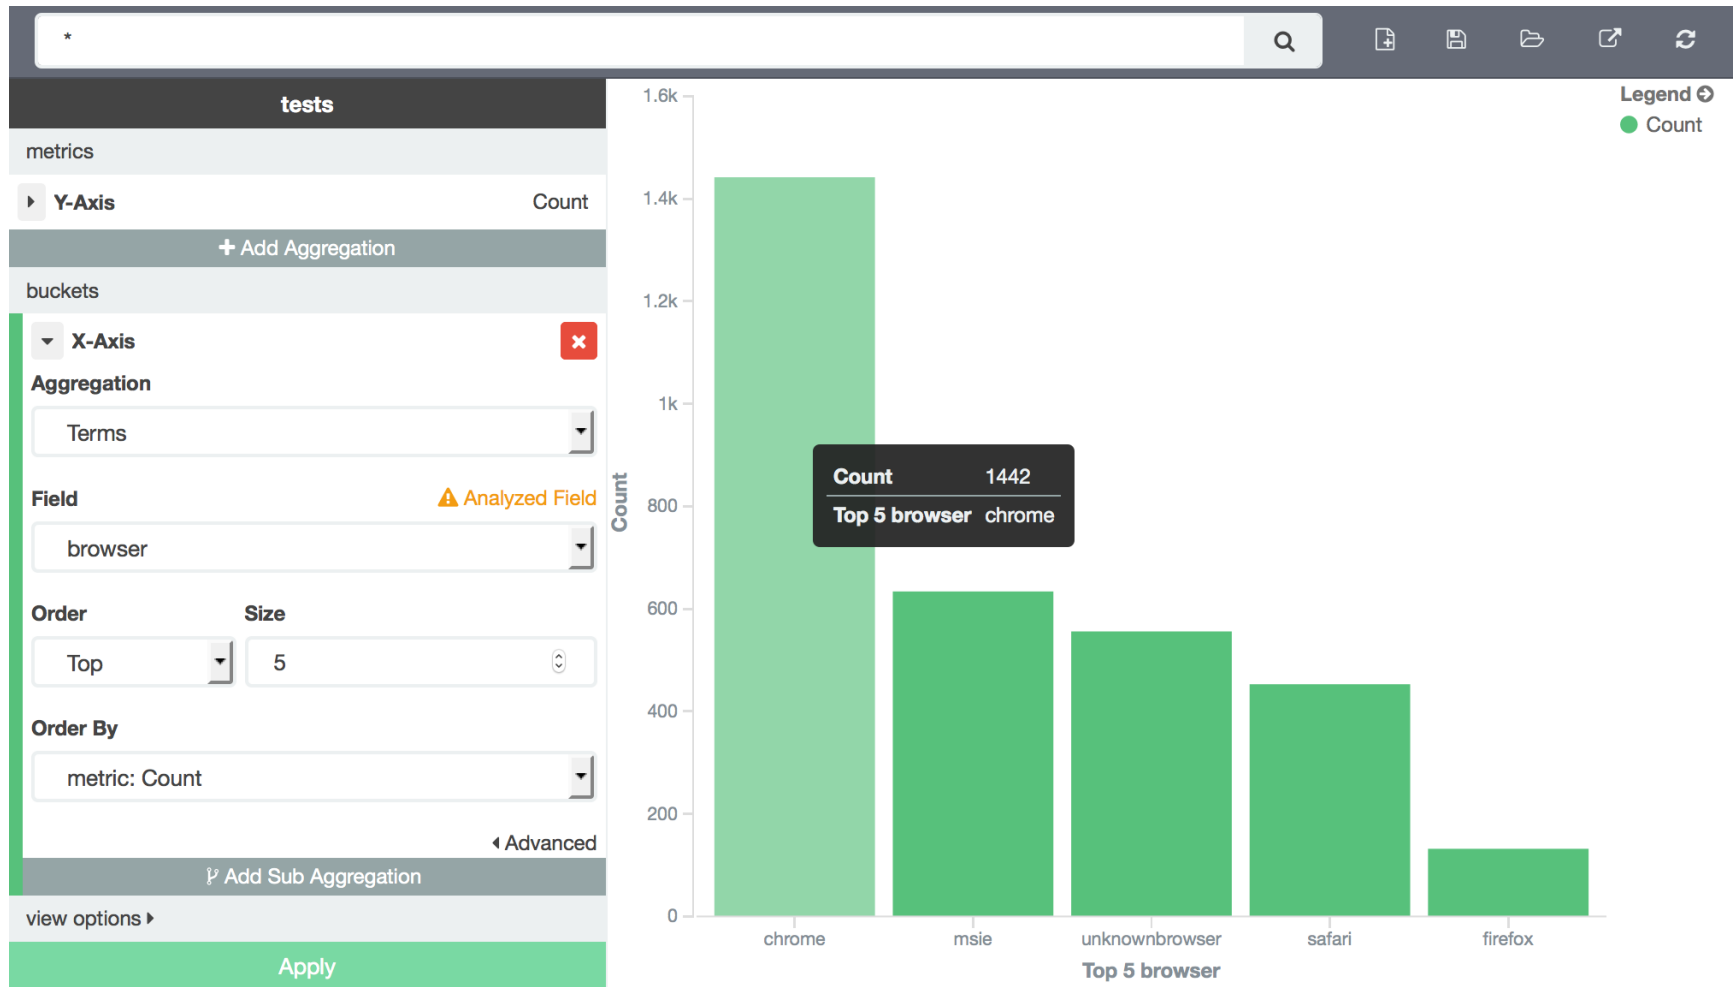 *
tests
metrics
Y-Axis Count
Add Aggregation
buckets
X-Axis
Aggregation
Terms
Field Analyzed Field
browser
Order Size
Top 5
Order By
metric: Count
Advanced
Add Sub Aggregation
view options
Apply
Legend
Count
1.6k
1.4k
1.2k
1k
800
600
400
200
0
Count
Count 1442
Top 5 browser chrome
chrome msie unknownbrowser safari firefox
Top 5 browser